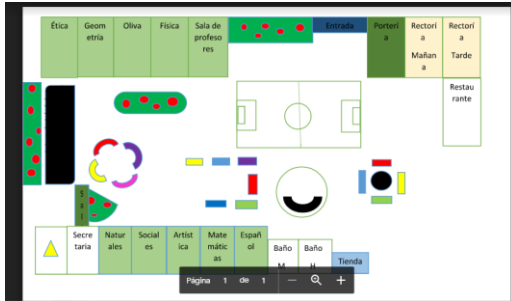 Ética
Geom
etría
Oliva
Física
Sala de
profeso
res
Entrada
Porterí
a
Rectorí
a
Mañan
a
Rectorí
a
Tarde
Restau
rante
Secre
taria
Natur
ales
Social
es
Artíst
ica
Mate
mátic
as
Españ
ol
Baño
M
Baño
H
Tienda
Página 1 de 1